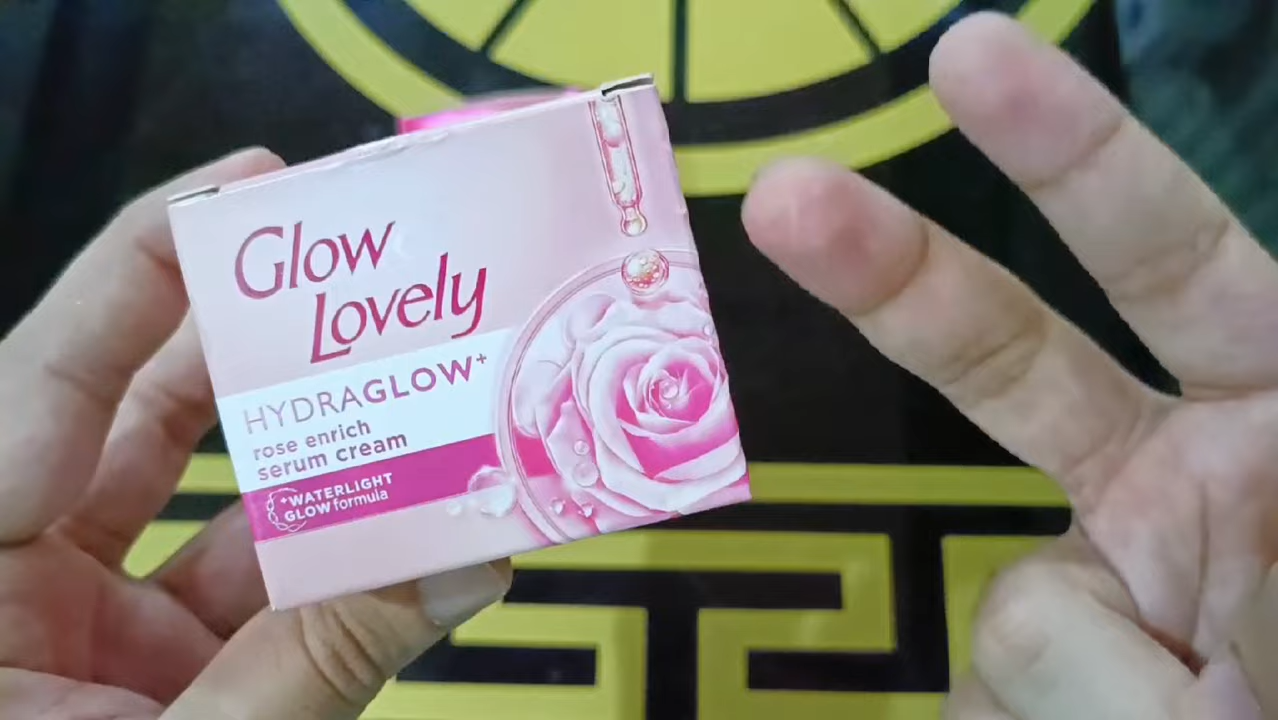 Glow
Lovely
HYDRAGLOW+
rose enrich
serum cream
+WATERLIGHT
GLOW formula